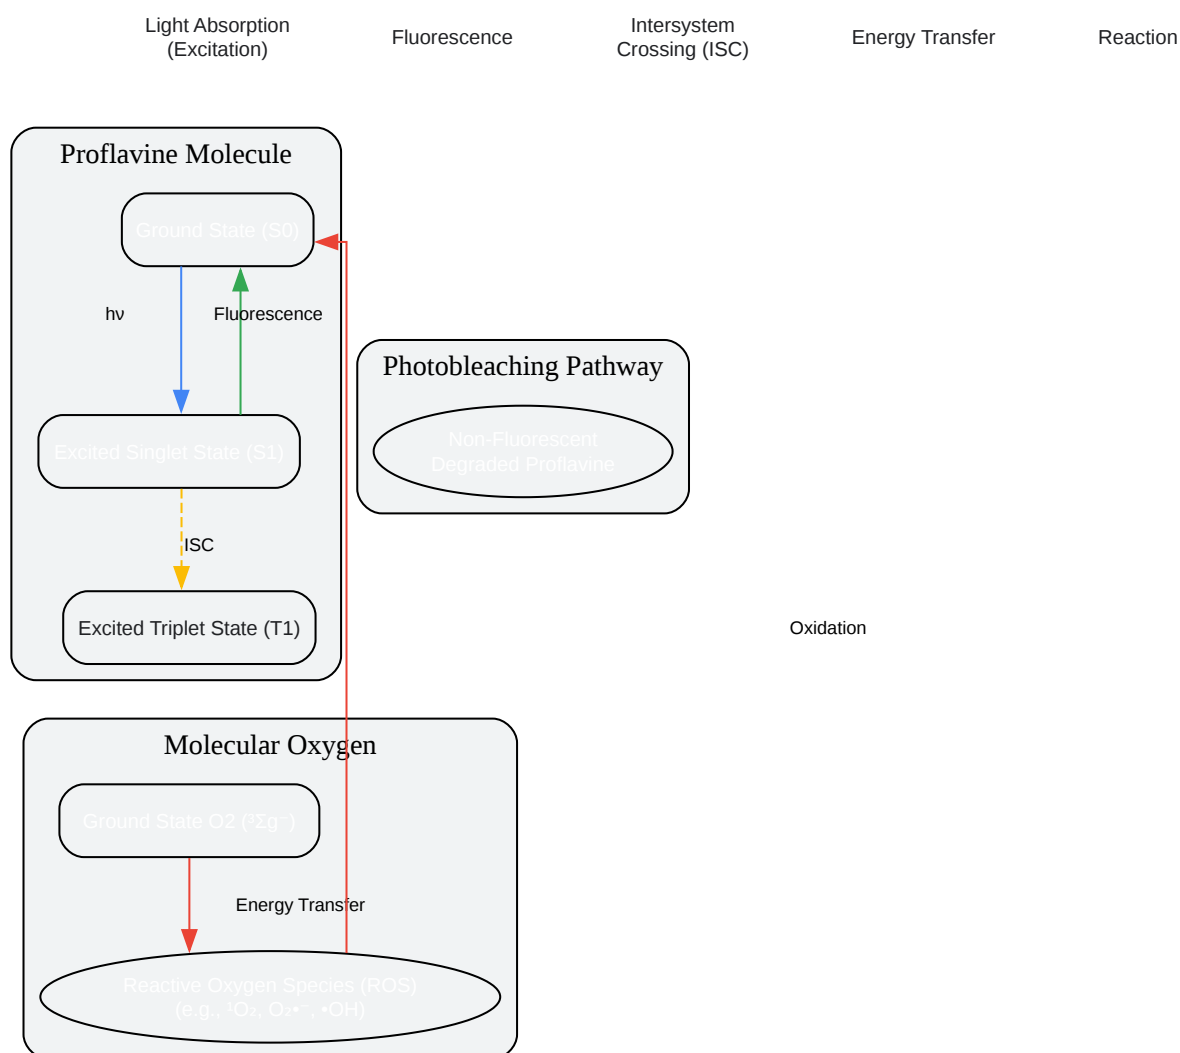 Light Absorption
(Excitation)
Fluorescence
Intersystem
Crossing (ISC)
Energy Transfer
Reaction
Proflavine Molecule
Ground State (S0)
hν
Fluorescence
Photobleaching Pathway
Non-Fluorescent
Degraded Proflavine
Excited Singlet State (S1)
ISC
Excited Triplet State (T1)
Oxidation
Molecular Oxygen
Ground State O2 (³Σg⁻)
Energy Transfer
Reactive Oxygen Species (ROS)
(e.g., ¹O₂, O₂•⁻, •OH)